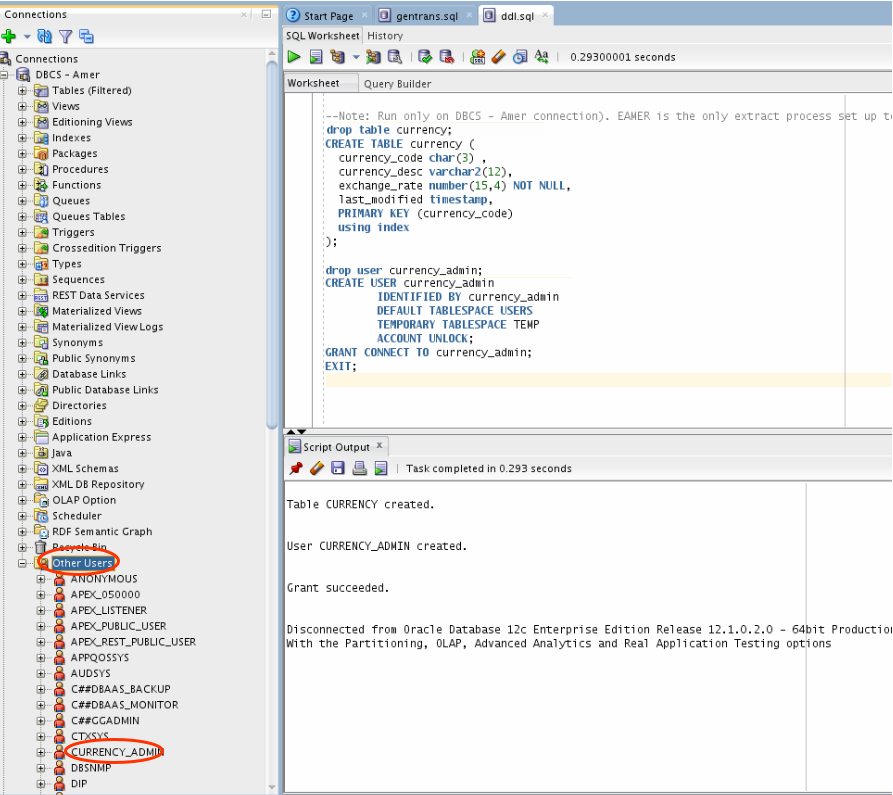 Connections
Connections
DBCS - Amer
Tables (Filtered)
Views
Editioning Views
Indexes
Packages
Procedures
Functions
Queues
Queues Tables
Triggers
Crossedition Triggers
Types
Sequences
REST Data Services
Materialized Views
Materialized View Logs
Synonyms
Public Synonyms
Database Links
Public Database Links
Directories
Editions
Application Express
Java
XML Schemas
XML DB Repository
OLAP Option
Scheduler
RDF Semantic Graph
Recycle Bin
Other Users
ANONYMOUS
APEX_050000
APEX_LISTENER
APEX_PUBLIC_USER
APEX_REST_PUBLIC_USER
APPQOSSYS
AUDSYS
C##DBAAS_BACKUP
C##DBAAS_MONITOR
C##GGADMIN
CTXSYS
CURRENCY_ADMIN
DBSNMP
DIP
Start Page gentrans.sql ddl.sql
SQL Worksheet History
0.29300001 seconds
Worksheet Query Builder
--Note: Run only on DBCS - Amer connection). EAMER is the only extract process set up to
drop table currency;
CREATE TABLE currency (
currency_code char(3) ,
currency_desc varchar2(12),
exchange_rate number(15,4) NOT NULL,
last_modified timestamp,
PRIMARY KEY (currency_code)
using index
);
drop user currency_admin;
CREATE USER currency_admin
IDENTIFIED BY currency_admin
DEFAULT TABLESPACE USERS
TEMPORARY TABLESPACE TEMP
ACCOUNT UNLOCK;
GRANT CONNECT TO currency_admin;
EXIT;
Script Output
Task completed in 0.293 seconds
Table CURRENCY created.
User CURRENCY_ADMIN created.
Grant succeeded.
Disconnected from Oracle Database 12c Enterprise Edition Release 12.1.0.2.0 - 64bit Production
With the Partitioning, OLAP, Advanced Analytics and Real Application Testing options